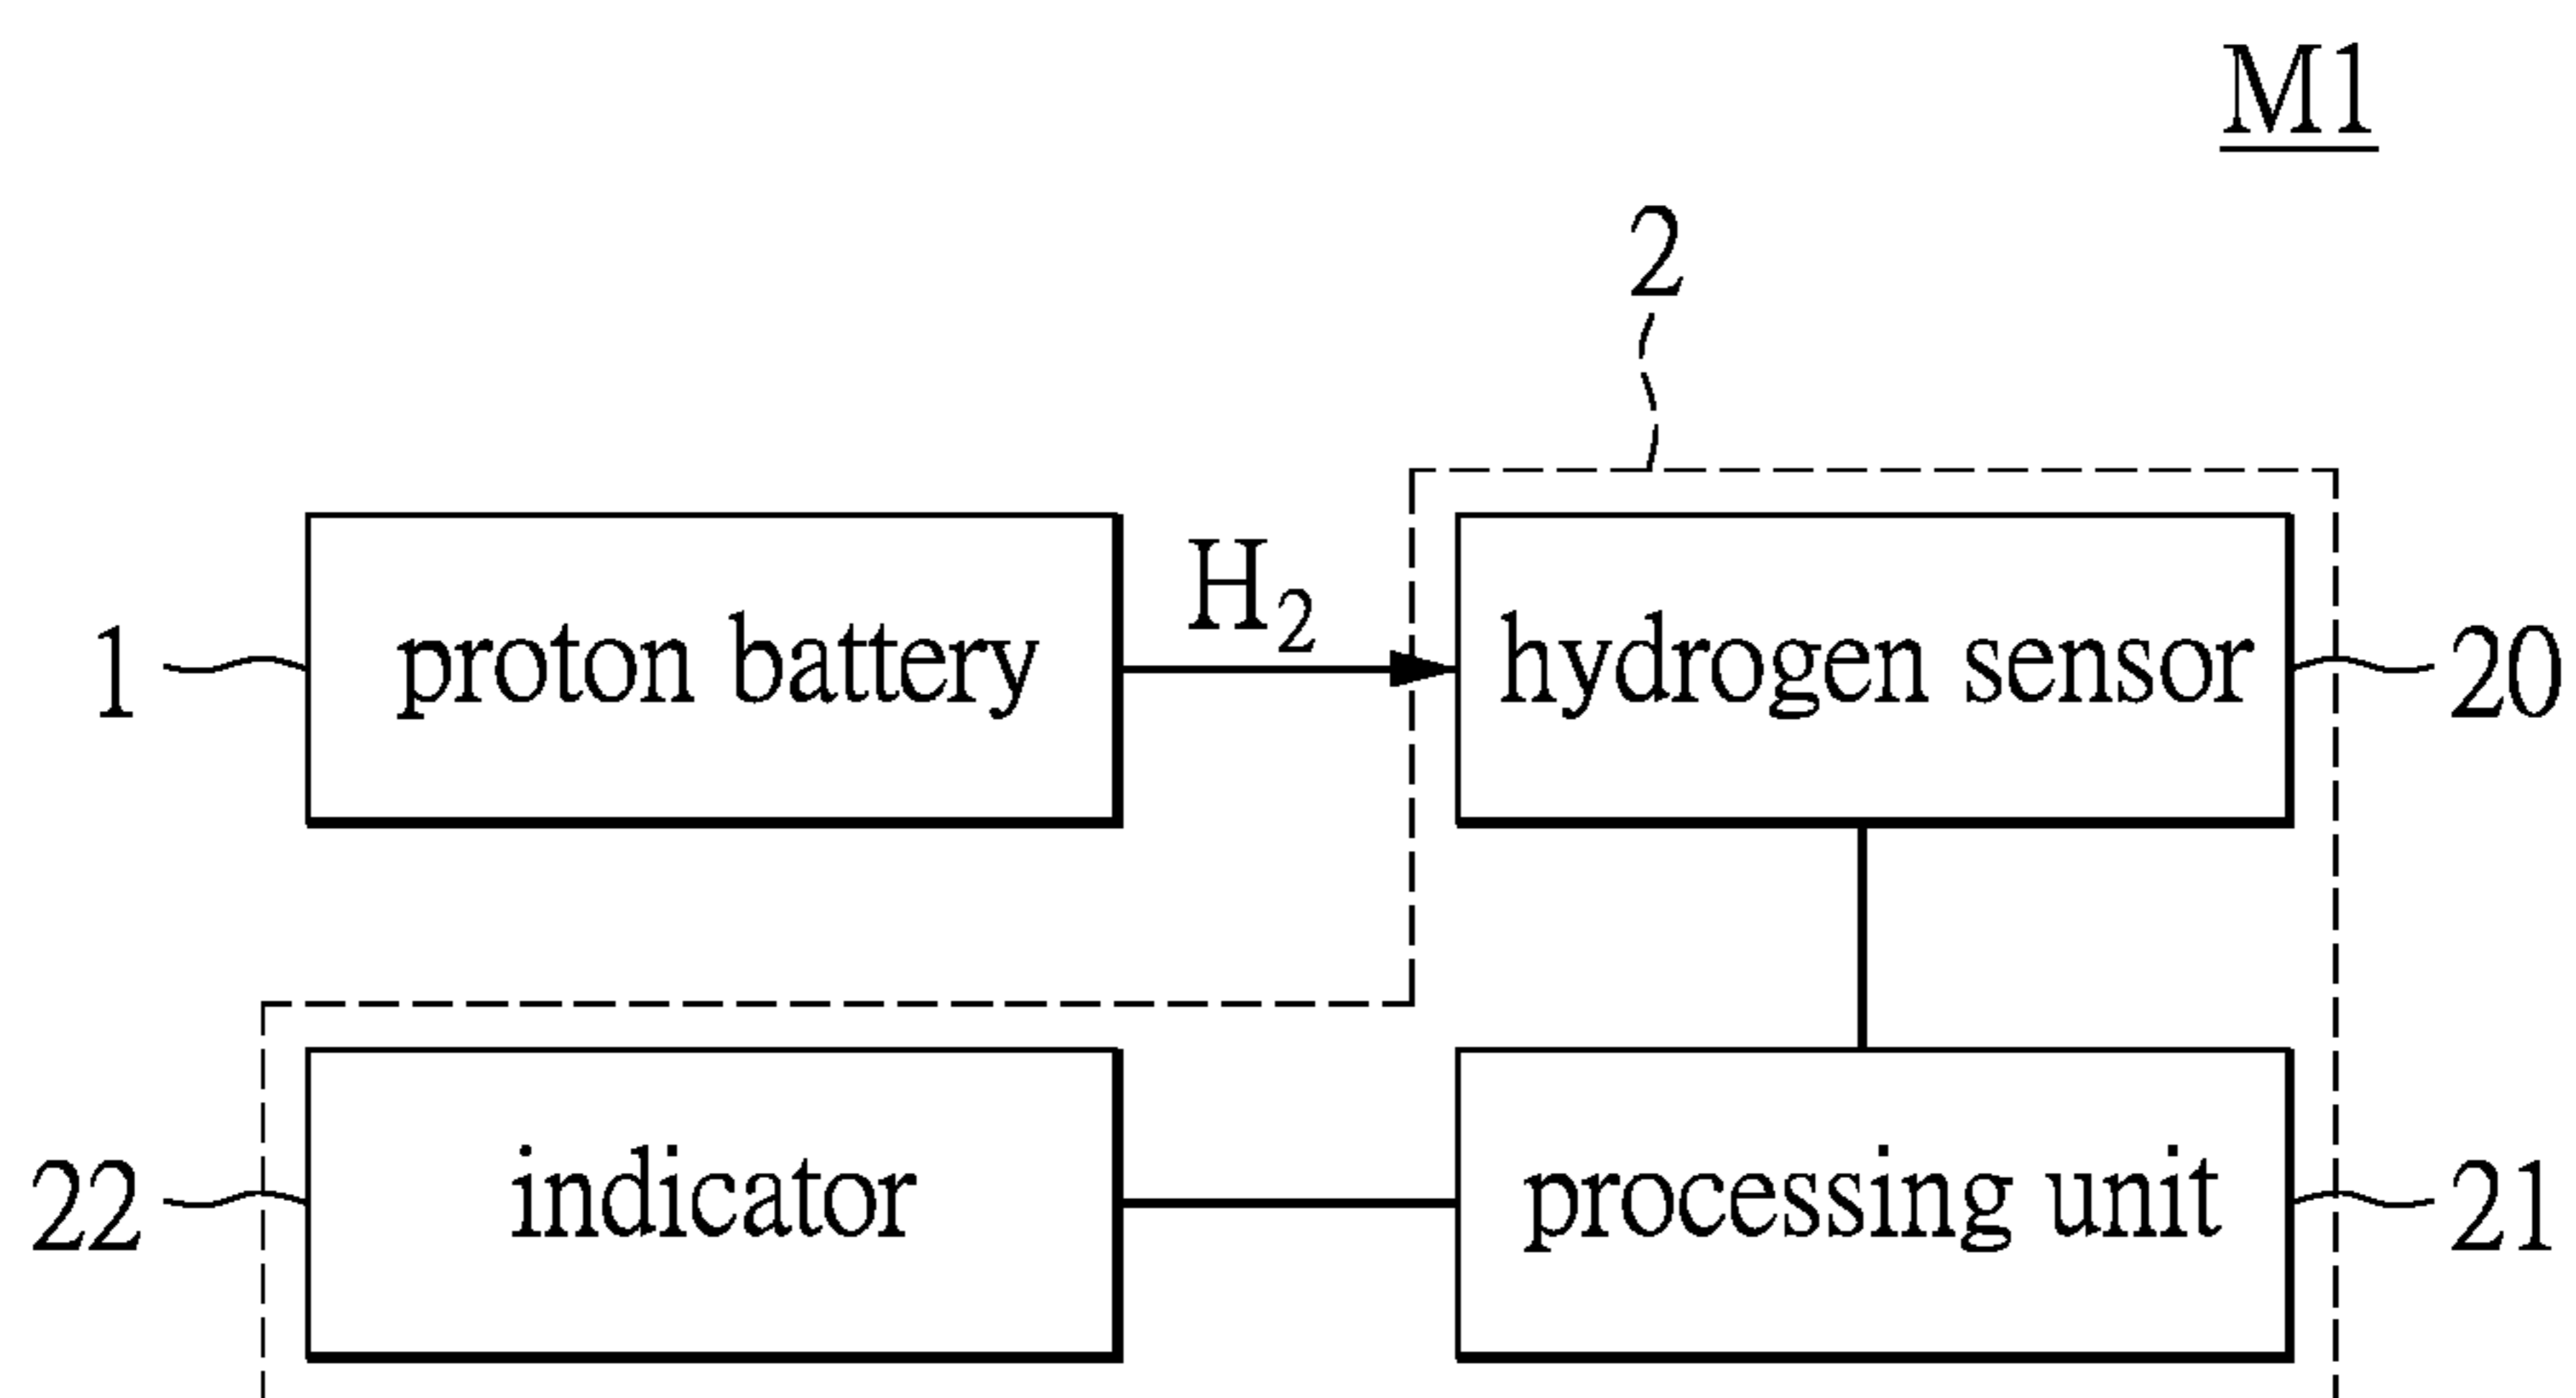 M1
2
1 proton battery H2 hydrogen sensor 20
22 indicator processing unit 21